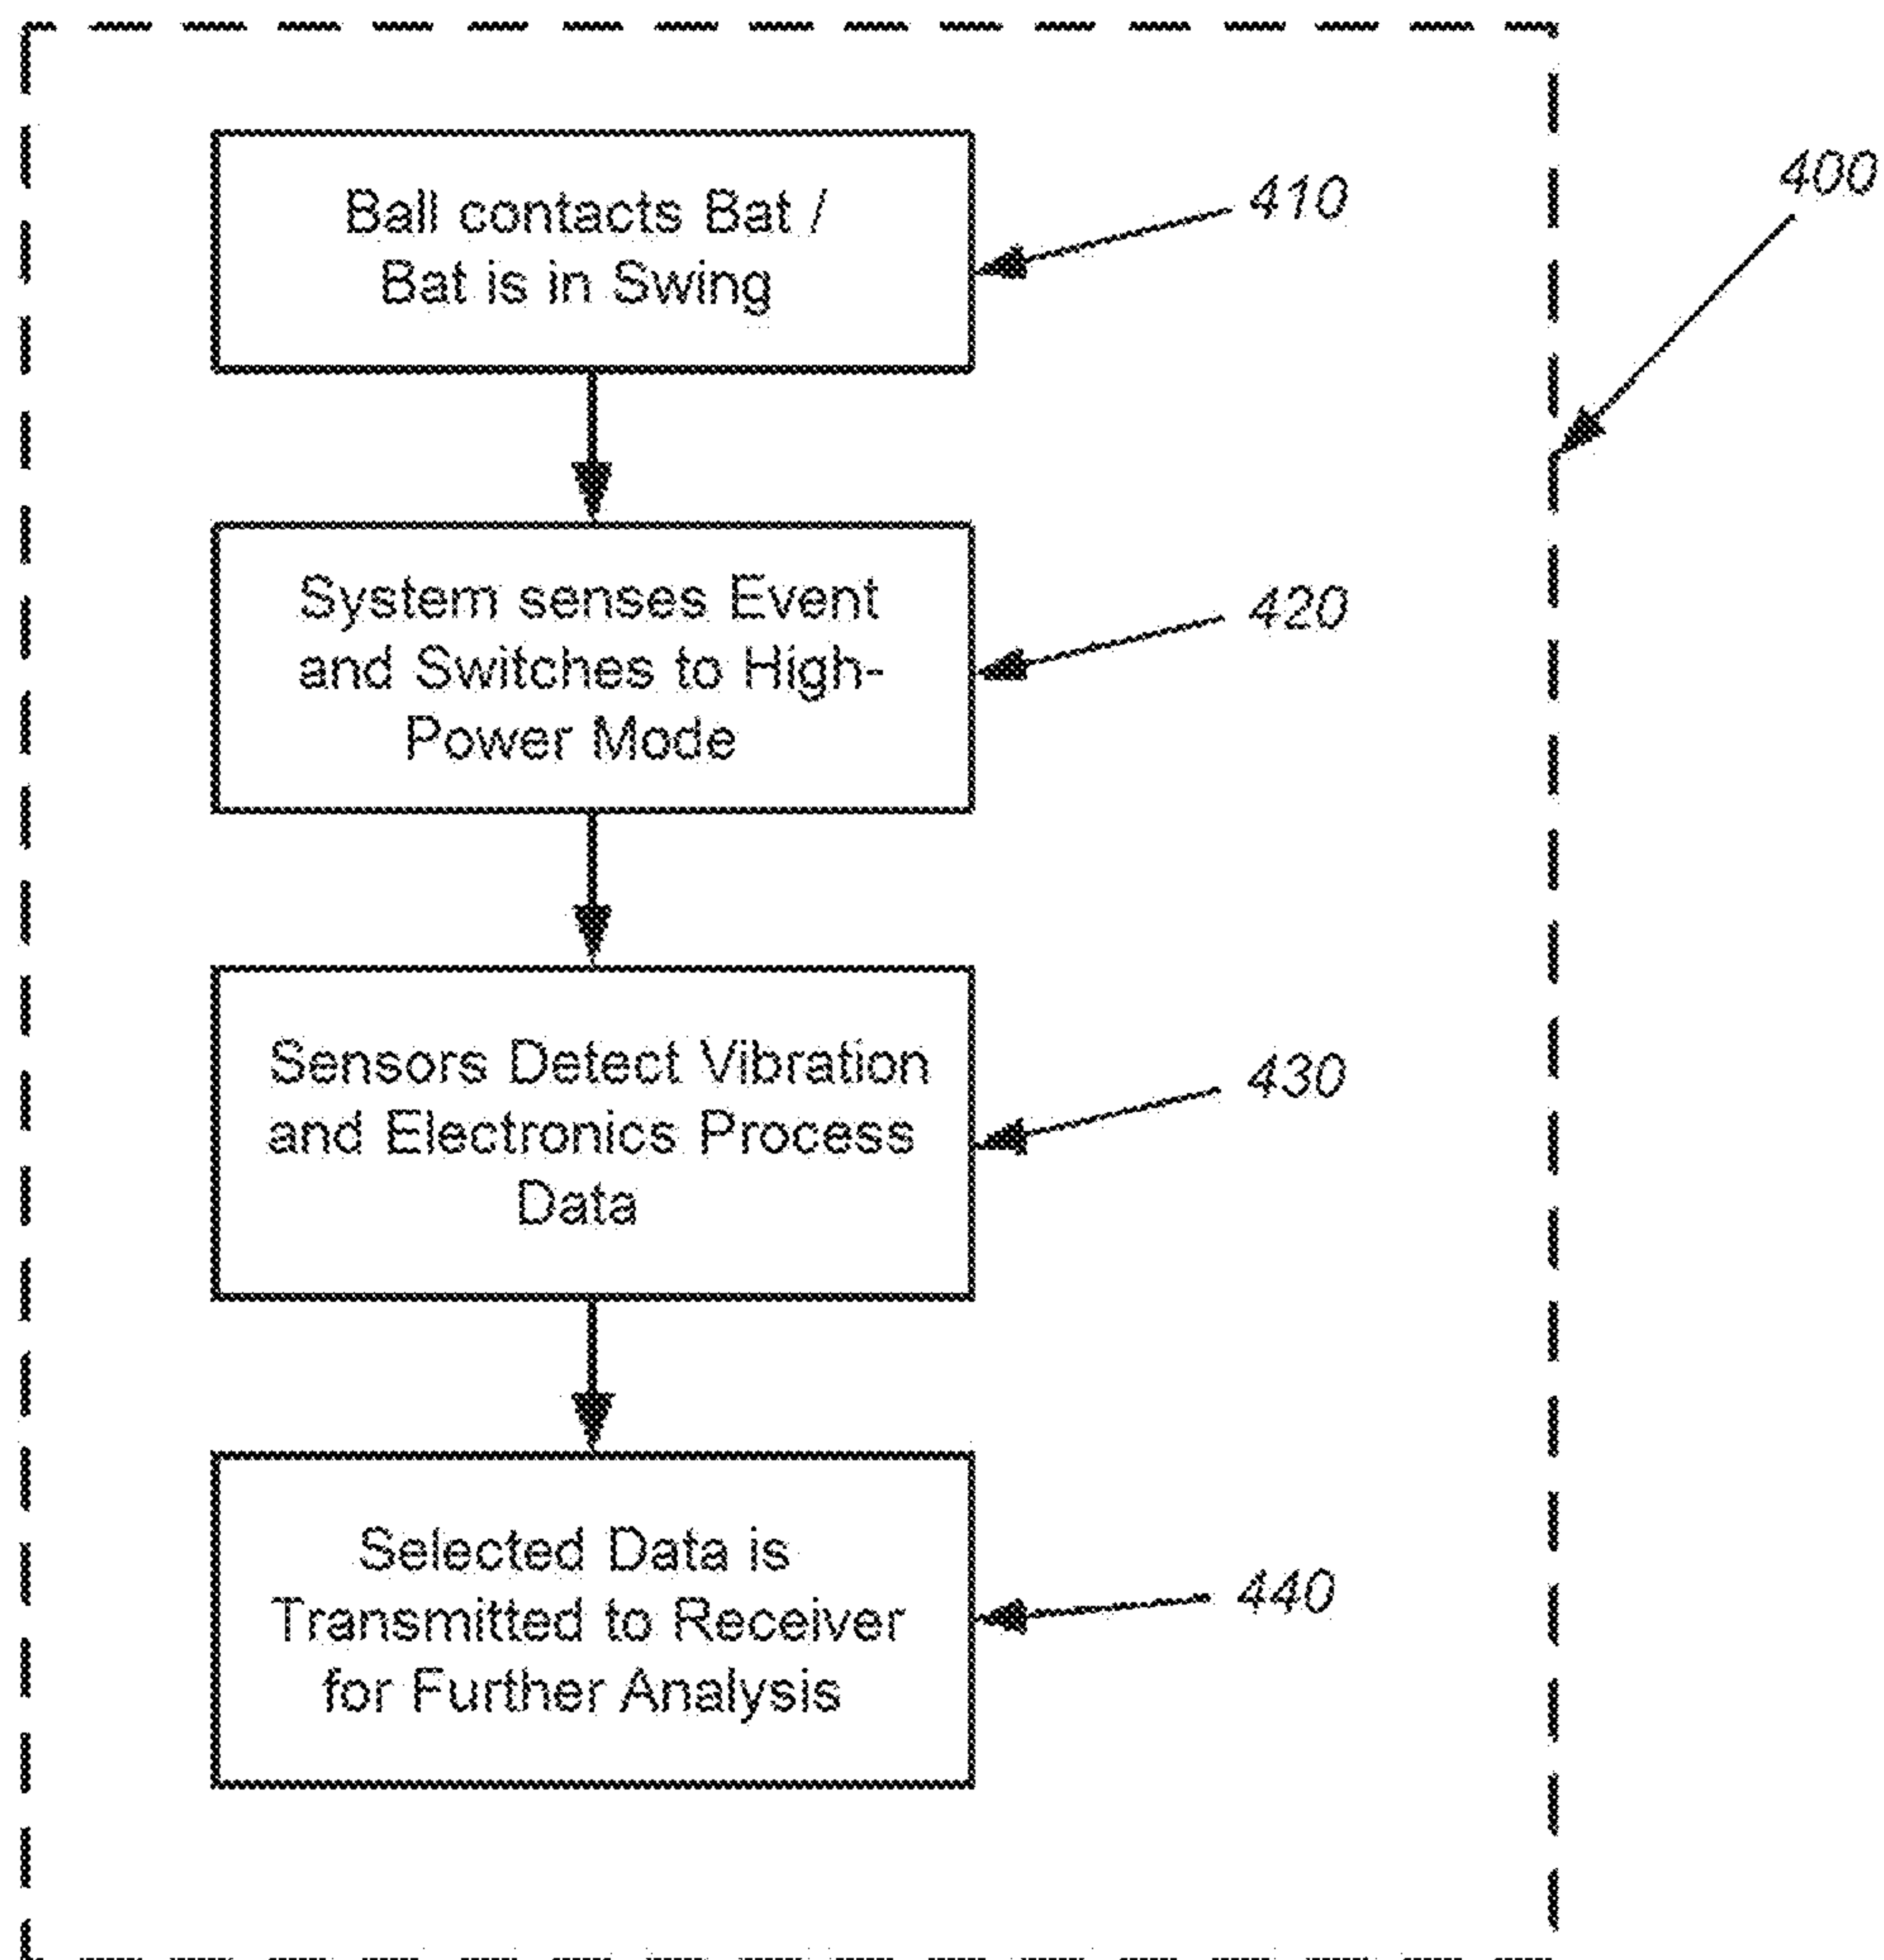 Ball contacts Bat /
Bat is in Swing
410
400
System senses Event
and Switches to High-
Power Mode
420
Sensors Detect Vibration
and Electronics Process
Data
430
Selected Data is
Transmitted to Receiver
for Further Analysis
440